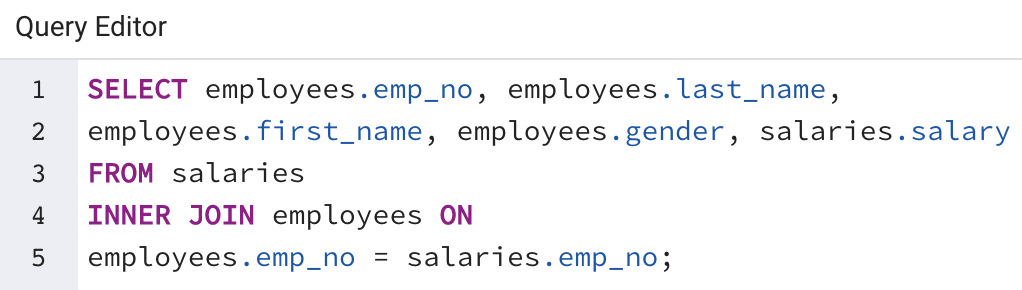 Query Editor
1 SELECT employees.emp_no, employees.last_name,
2 employees.first_name, employees.gender, salaries.salary
3 FROM salaries
4 INNER JOIN employees ON
5 employees.emp_no = salaries.emp_no;